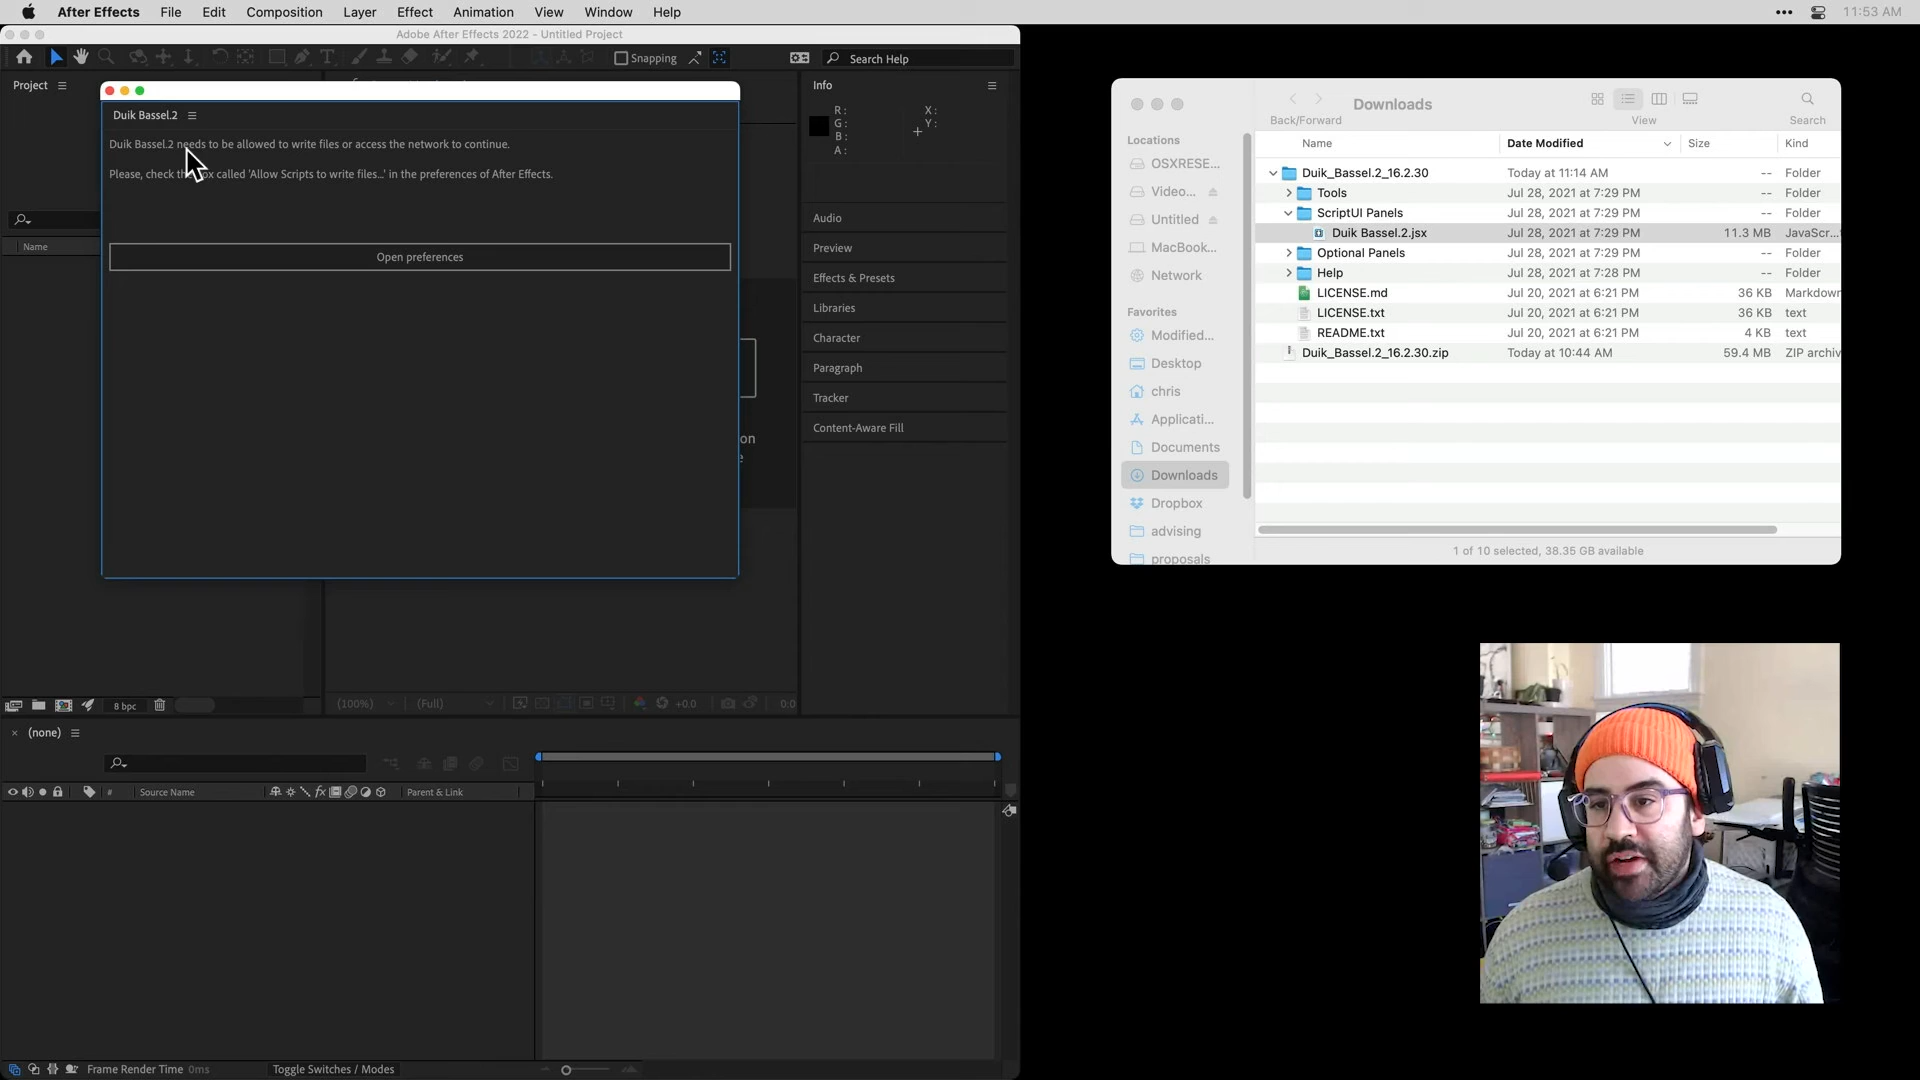 After Effects File Edit Composition Layer Effect Animation View Window Help
11:53 AM
Adobe After Effects 2022 - Untitled Project
Snapping
Search Help
Project
Duik Bassel.2
Duik Bassel.2 needs to be allowed to write files or access the network to continue.
Please, check the box called 'Allow Scripts to write files...' in the preferences of After Effects.
Open preferences
Name
on
Info
R:
G:
B:
A:
X:
Y:
Audio
Preview
Effects & Presets
Libraries
Character
Paragraph
Tracker
Content-Aware Fill
8 bpc
(100%)
(Full)
+0.0
0:0
(none)
#
Source Name
fx
Parent & Link
Frame Render Time 0ms
Toggle Switches / Modes
Downloads
Back/Forward
View
Search
Locations
OSXRESE...
Video...
Untitled
MacBook...
Network
Favorites
Modified...
Desktop
chris
Applicati...
Documents
Downloads
Dropbox
advising
proposals
Name Date Modified Size Kind
Duik_Bassel.2_16.2.30 Today at 11:14 AM -- Folder
Tools Jul 28, 2021 at 7:29 PM -- Folder
ScriptUI Panels Jul 28, 2021 at 7:29 PM -- Folder
Duik Bassel.2.jsx Jul 28, 2021 at 7:29 PM 11.3 MB JavaScr...
Optional Panels Jul 28, 2021 at 7:29 PM -- Folder
Help Jul 28, 2021 at 7:28 PM -- Folder
LICENSE.md Jul 20, 2021 at 6:21 PM 36 KB Markdown
LICENSE.txt Jul 20, 2021 at 6:21 PM 36 KB text
README.txt Jul 20, 2021 at 6:21 PM 4 KB text
Duik_Bassel.2_16.2.30.zip Today at 10:44 AM 59.4 MB ZIP archiv
1 of 10 selected, 38.35 GB available